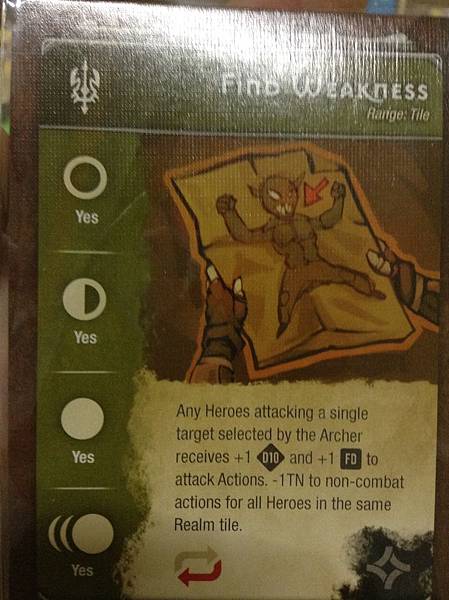 Find Weakness
Range: Tile
Yes
Yes
Yes
Yes
Any Heroes attacking a single
target selected by the Archer
receives +1 D10 and +1 FD to
attack Actions. -1TN to non-combat
actions for all Heroes in the same
Realm tile.